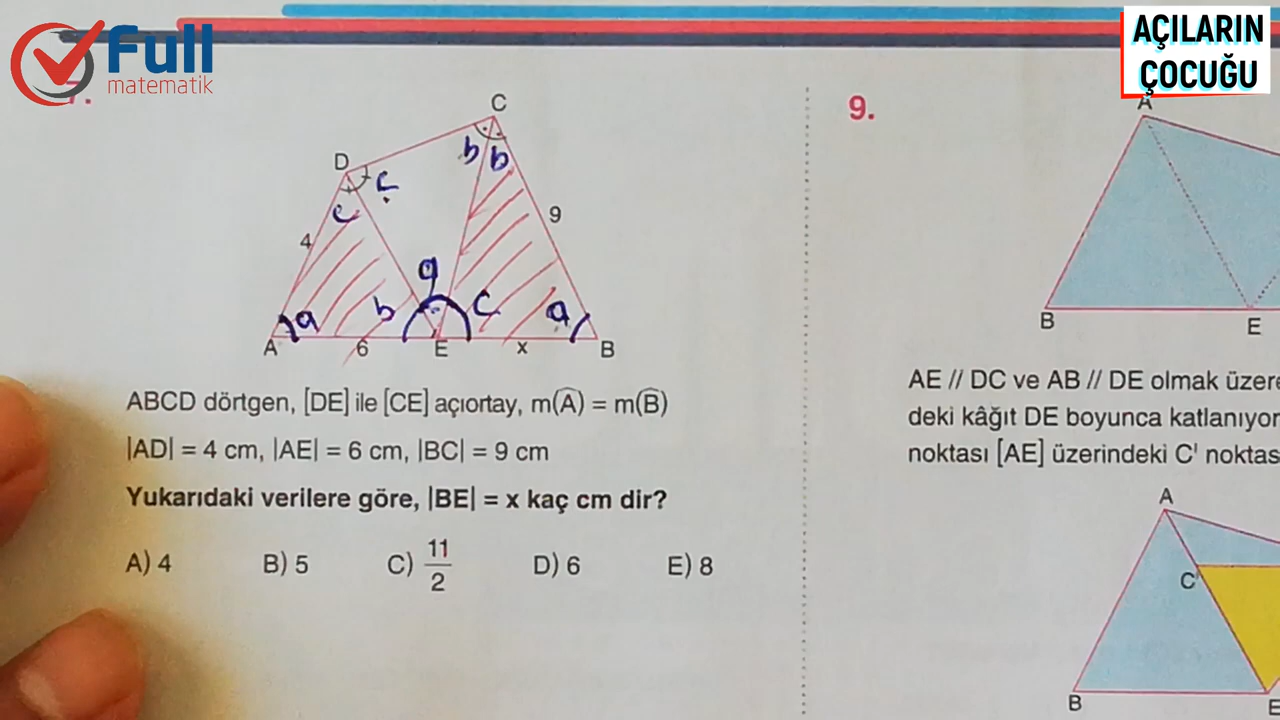 Full
matematik
AÇILARIN
ÇOCUĞU
7.
C
D
b b
ç
c
9
4
a
a
b
c
a
A
6
E
x
B
ABCD dörtgen, [DE] ile [CE] açıortay, m(A) = m(B)
|AD| = 4 cm, |AE| = 6 cm, |BC| = 9 cm
Yukarıdaki verilere göre, |BE| = x kaç cm dir?
A) 4 B) 5 C) 11/2 D) 6 E) 8
9.
A
B
E
AE // DC ve AB // DE olmak üzere
deki kâğıt DE boyunca katlanıyor
noktası [AE] üzerindeki C' noktas
A
C'
B
E